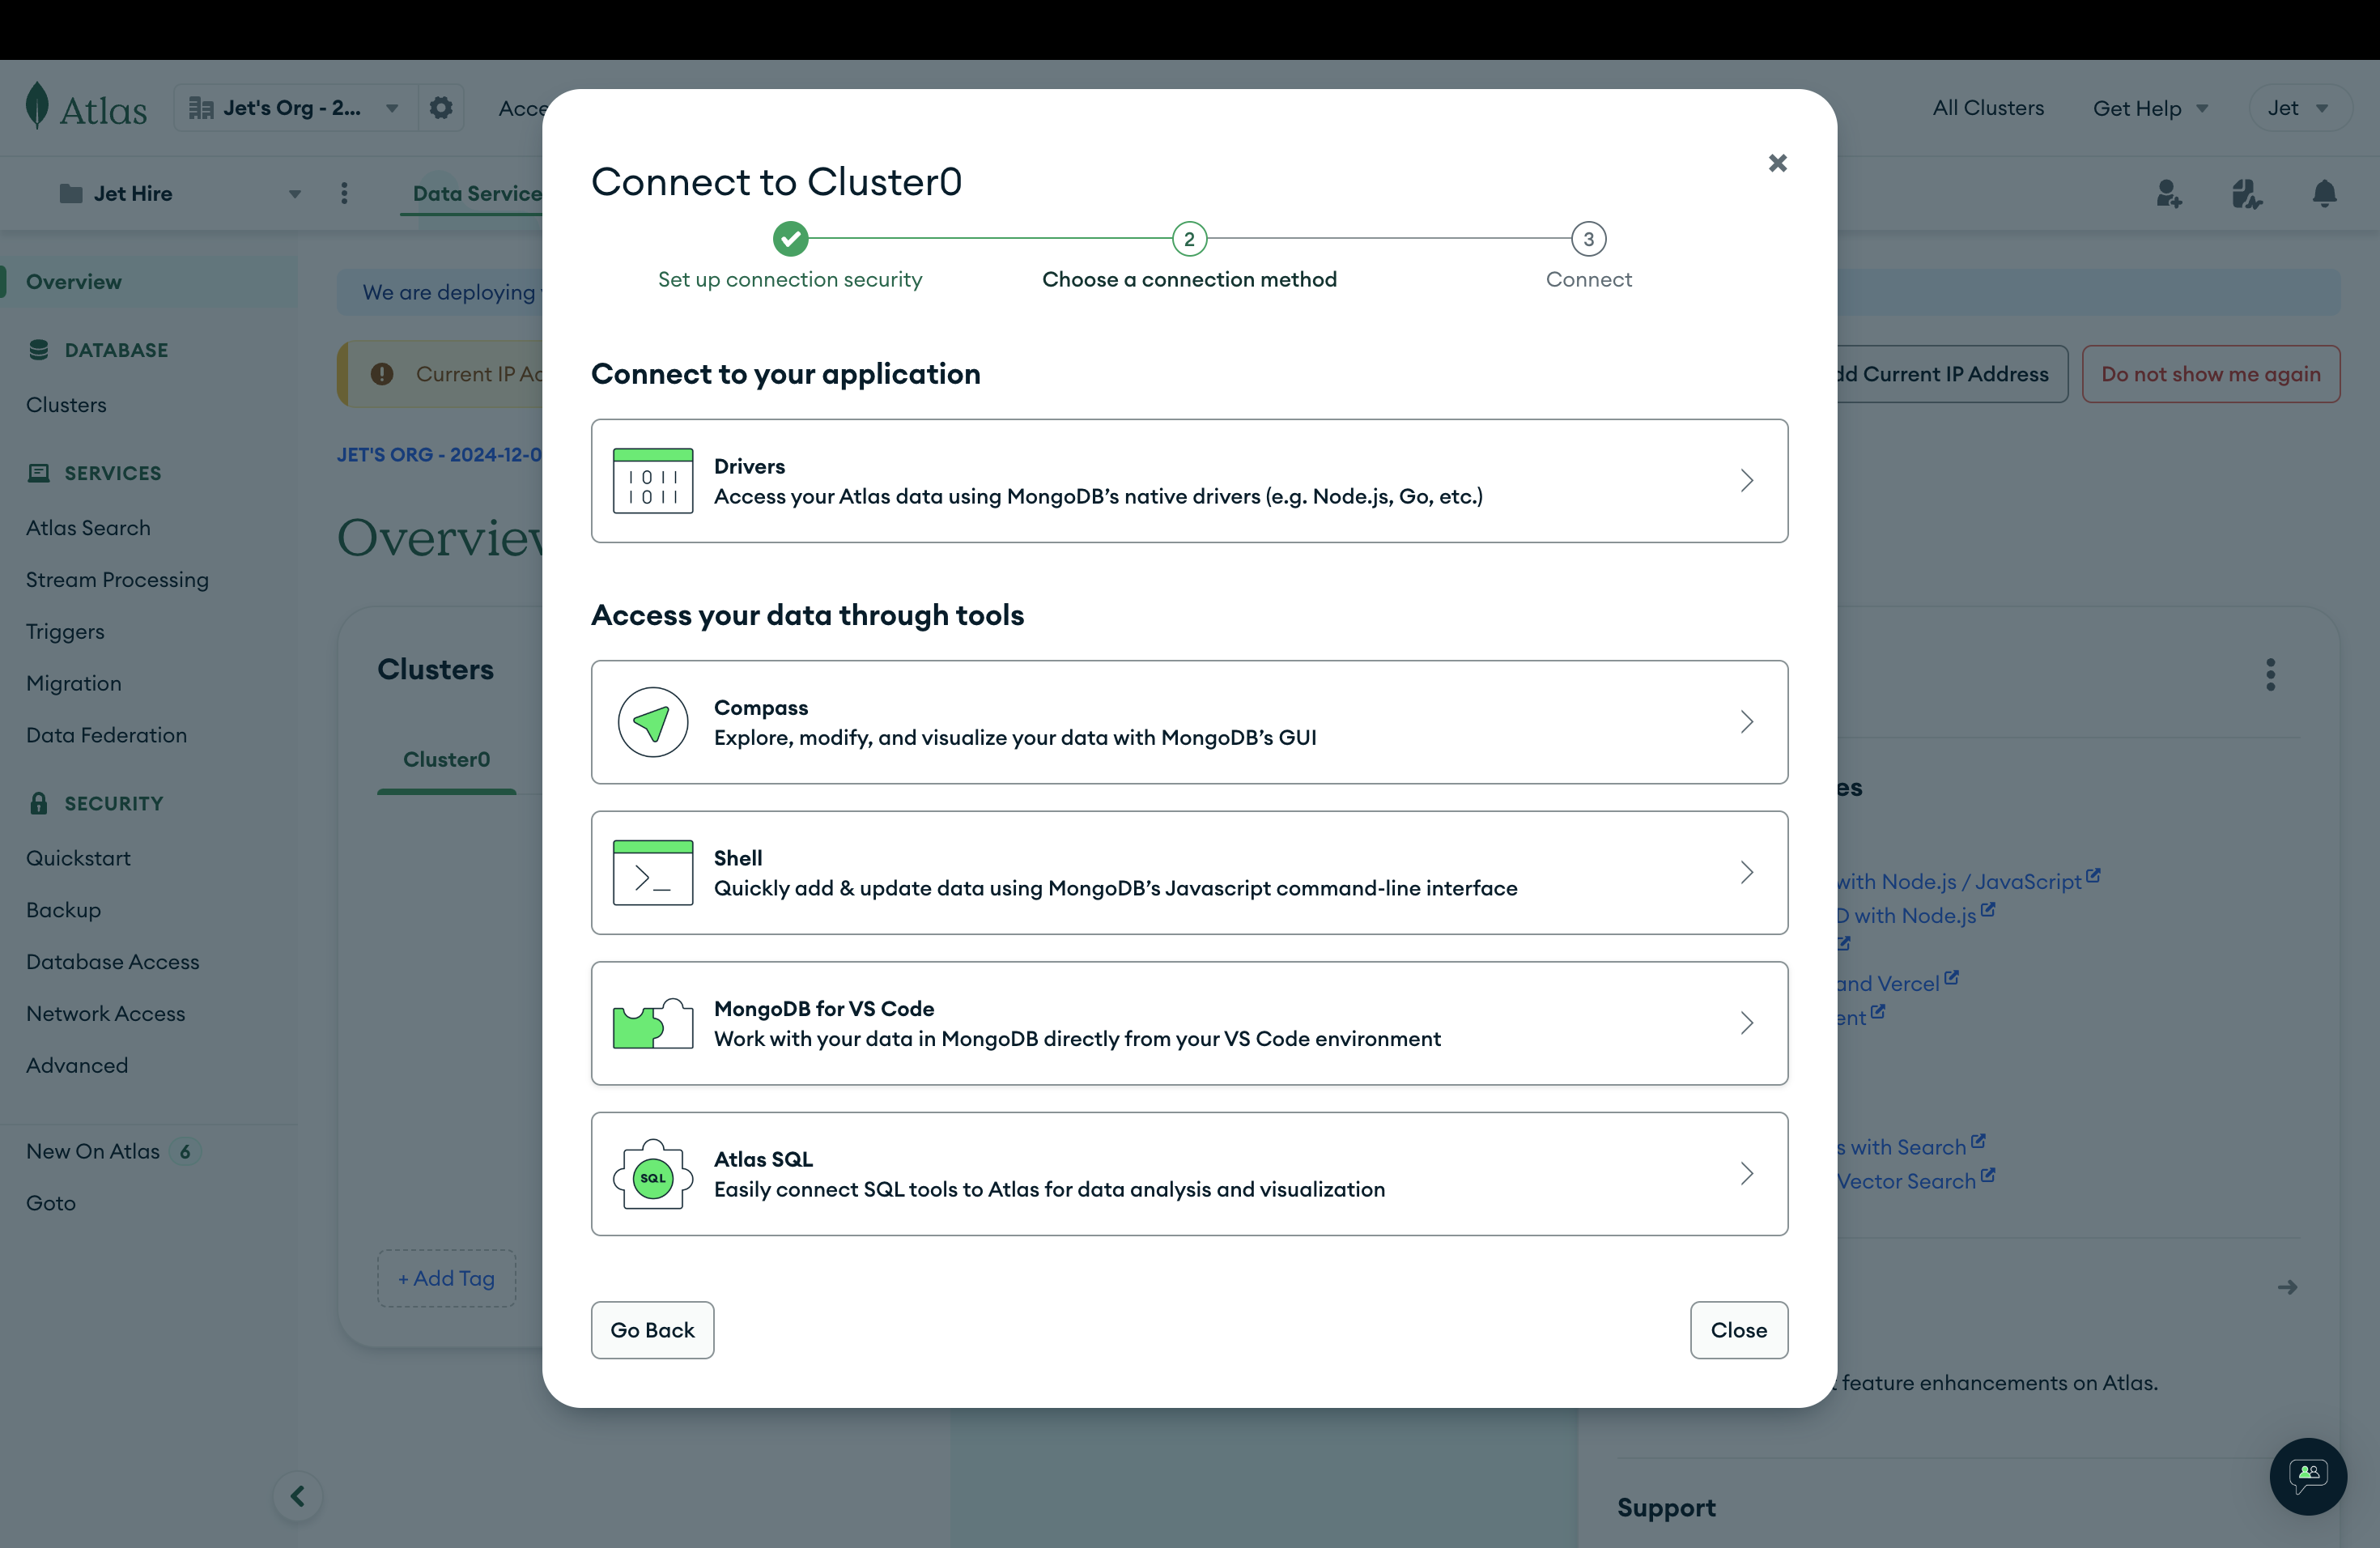 Atlas
Jet's Org - 2...
All Clusters
Get Help
Jet
Jet Hire
Overview
DATABASE
Clusters
SERVICES
Atlas Search
Stream Processing
Triggers
Migration
Data Federation
SECURITY
Quickstart
Backup
Database Access
Network Access
Advanced
New On Atlas 6
Goto
We are deploying
Current IP
Current IP Address
Do not show me again
JET'S ORG - 2024-12-0
Clusters
Cluster0
+ Add Tag
Connect to Cluster0
2
3
Set up connection security
Choose a connection method
Connect
Connect to your application
1011
1011
Drivers
Access your Atlas data using MongoDB’s native drivers (e.g. Node.js, Go, etc.)
Access your data through tools
Compass
Explore, modify, and visualize your data with MongoDB’s GUI
>_
Shell
Quickly add & update data using MongoDB’s Javascript command-line interface
MongoDB for VS Code
Work with your data in MongoDB directly from your VS Code environment
SQL
Atlas SQL
Easily connect SQL tools to Atlas for data analysis and visualization
Go Back
Close
with Node.js / JavaScript
with Node.js
and Vercel
with Search
Vector Search
feature enhancements on Atlas.
Support